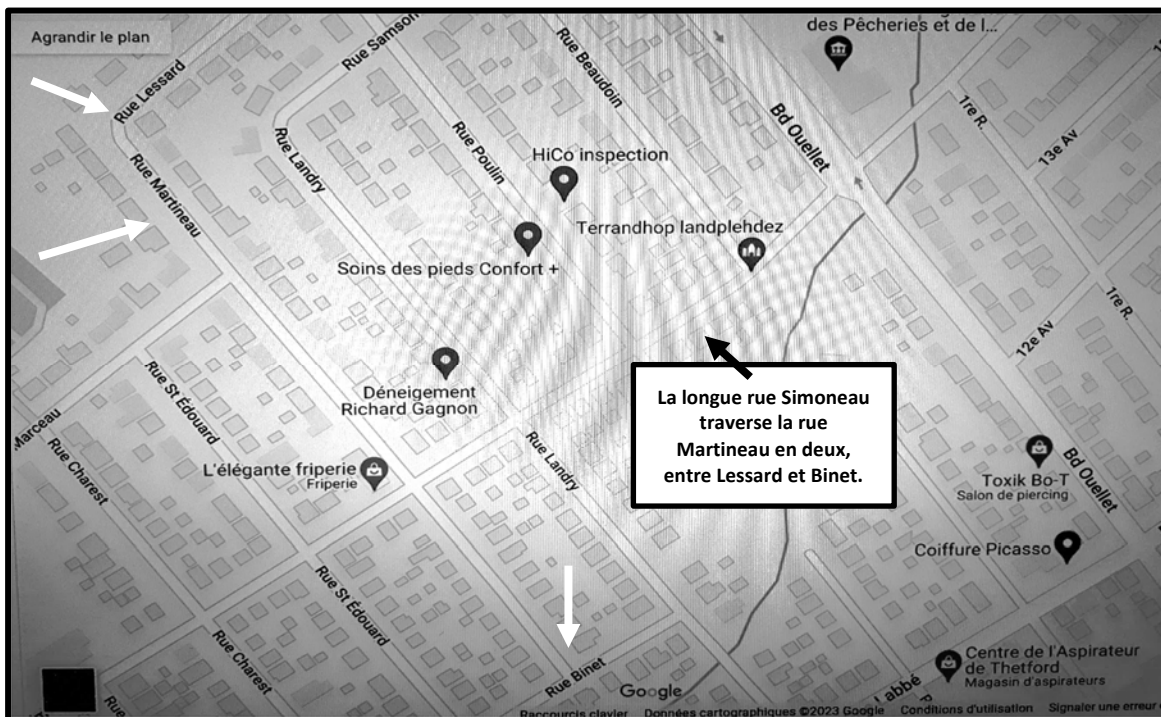 Agrandir le plan
des Pêcheries et de l...
Rue Samson
Rue Beaudoin
Rue Lessard
Rue Landry
Rue Poulin
Bd Ouellet
1re R.
13e Av
HiCo inspection
Rue Martineau
Terrandhop landplehdez
Soins des pieds Confort +
1re R.
12e Av
Déneigement
Richard Gagnon
La longue rue Simoneau
traverse la rue
Martineau en deux,
entre Lessard et Binet.
Rue St Édouard
Marceau
Rue Charest
L'élégante friperie
Friperie
Rue Landry
Toxik Bo-T
Salon de piercing
Bd Ouellet
Coiffure Picasso
Rue St Édouard
Rue Charest
Rue Binet
Centre de l'Aspirateur
de Thetford
Magasin d'aspirateurs
Labbé
Google
Raccourcis clavier Données cartographiques ©2023 Google Conditions d'utilisation Signaler une erreur